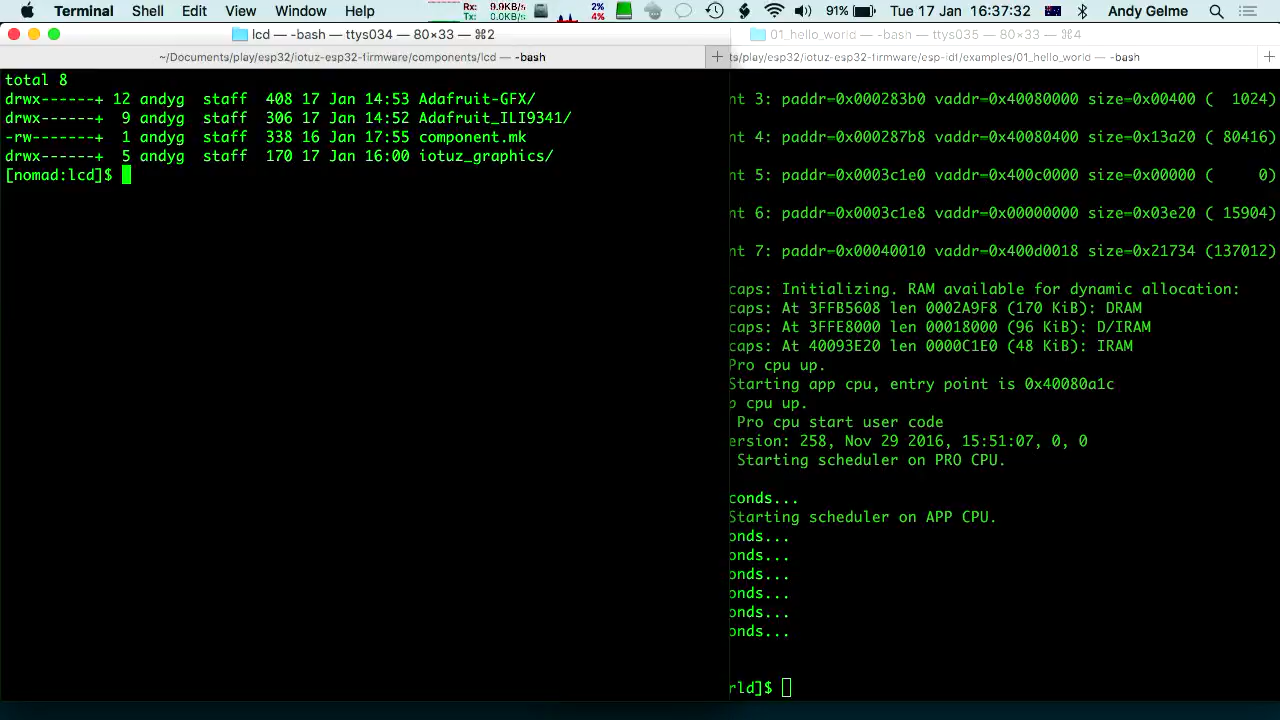 Terminal Shell Edit View Window Help Rx: 9.9KB/s Tx: 0.0KB/s 2% 4% 91% Tue 17 Jan 16:37:32 Andy Gelme
lcd — -bash — ttys034 — 80×33 — ⌘2
~/Documents/play/esp32/iotuz-esp32-firmware/components/lcd — -bash +
total 8
drwx------+ 12 andyg staff 408 17 Jan 14:53 Adafruit-GFX/
drwx------+ 9 andyg staff 306 17 Jan 14:52 Adafruit_ILI9341/
-rw-------+ 1 andyg staff 338 16 Jan 17:55 component.mk
drwx------+ 5 andyg staff 170 17 Jan 16:00 iotuz_graphics/
[nomad:lcd]$
01_hello_world — -bash — ttys035 — 80×33 — ⌘4
ts/play/esp32/iotuz-esp32-firmware/esp-idf/examples/01_hello_world — -bash +
nt 3: paddr=0x000283b0 vaddr=0x40080000 size=0x00400 ( 1024)
nt 4: paddr=0x000287b8 vaddr=0x40080400 size=0x13a20 ( 80416)
nt 5: paddr=0x0003c1e0 vaddr=0x400c0000 size=0x00000 ( 0)
nt 6: paddr=0x0003c1e8 vaddr=0x00000000 size=0x03e20 ( 15904)
nt 7: paddr=0x00040010 vaddr=0x400d0018 size=0x21734 (137012)
caps: Initializing. RAM available for dynamic allocation:
caps: At 3FFB5608 len 0002A9F8 (170 KiB): DRAM
caps: At 3FFE8000 len 00018000 (96 KiB): D/IRAM
caps: At 40093E20 len 0000C1E0 (48 KiB): IRAM
Pro cpu up.
Starting app cpu, entry point is 0x40080a1c
p cpu up.
Pro cpu start user code
ersion: 258, Nov 29 2016, 15:51:07, 0, 0
Starting scheduler on PRO CPU.
conds...
Starting scheduler on APP CPU.
onds...
onds...
onds...
onds...
onds...
onds...
rld]$